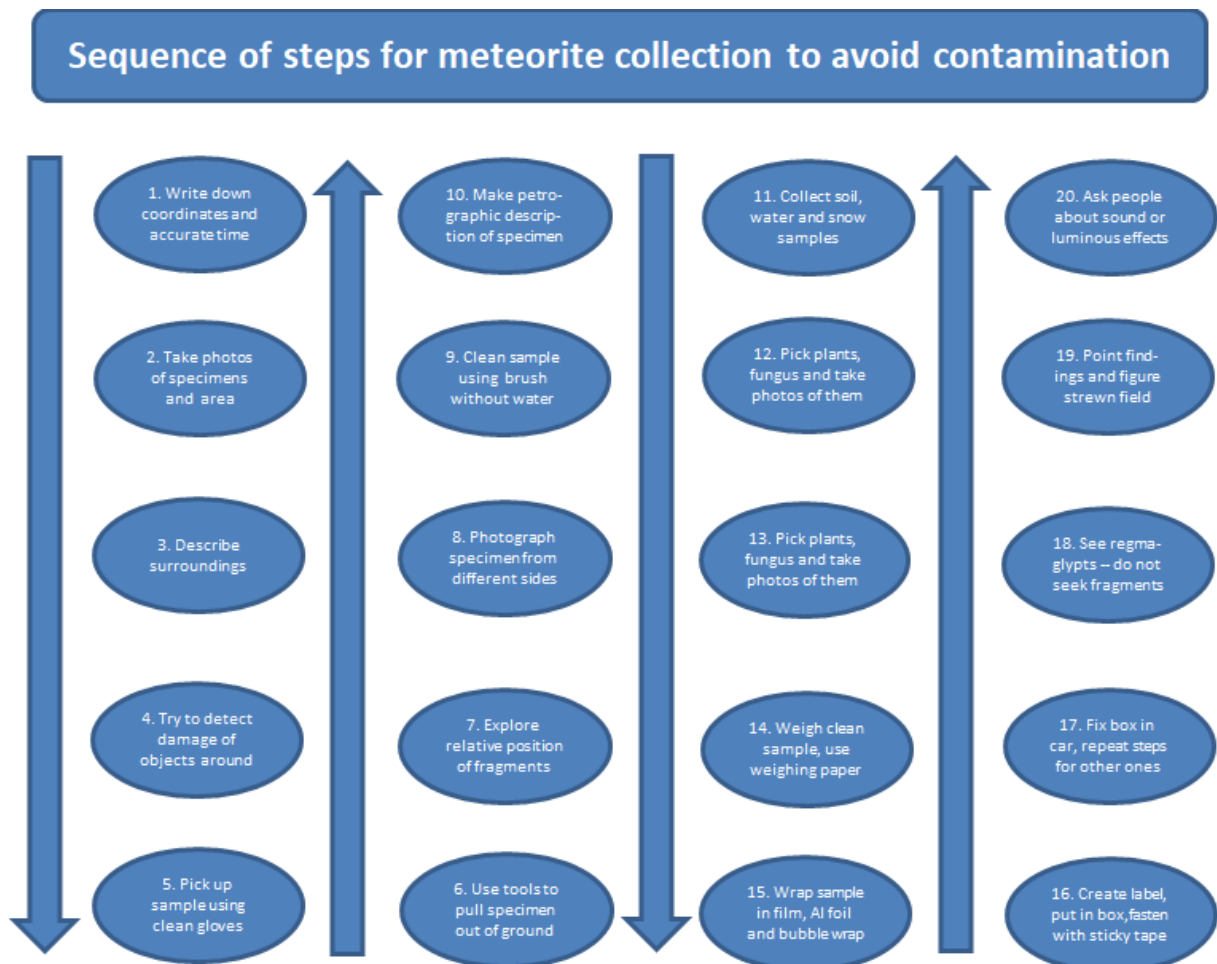 Sequence of steps for meteorite collection to avoid contamination
1. Write down
coordinates and
accurate time
2. Take photos
of specimens
and area
3. Describe
surroundings
4. Try to detect
damage of
objects around
5. Pick up
sample using
clean gloves
6. Use tools to
pull specimen
out of ground
7. Explore
relative position
of fragments
8. Photograph
specimen from
different sides
9. Clean sample
using brush
without water
10. Make petro-
graphic descrip-
tion of specimen
11. Collect soil,
water and snow
samples
12. Pick plants,
fungus and take
photos of them
13. Pick plants,
fungus and take
photos of them
14. Weigh clean
sample, use
weighing paper
15. Wrap sample
in film, Al foil
and bubble wrap
16. Create label,
put in box, fasten
with sticky tape
17. Fix box in
car, repeat steps
for other ones
18. See regma-
glypts – do not
seek fragments
19. Point find-
ings and figure
strewn field
20. Ask people
about sound or
luminous effects